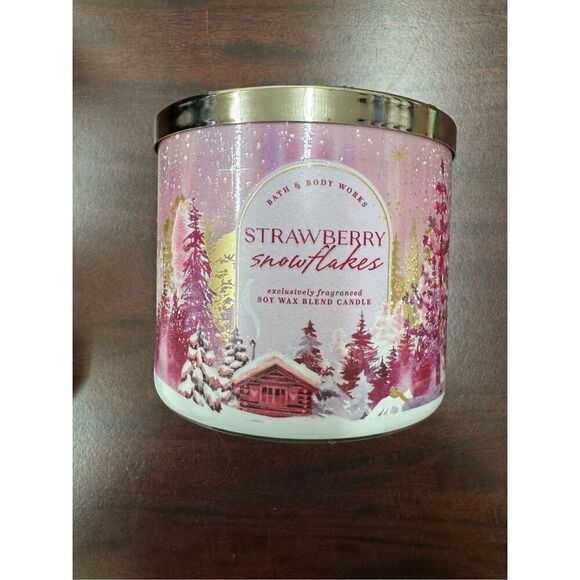 BATH & BODY WORKS
STRAWBERRY
snowflakes
exclusively fragranced
SOY WAX BLEND CANDLE